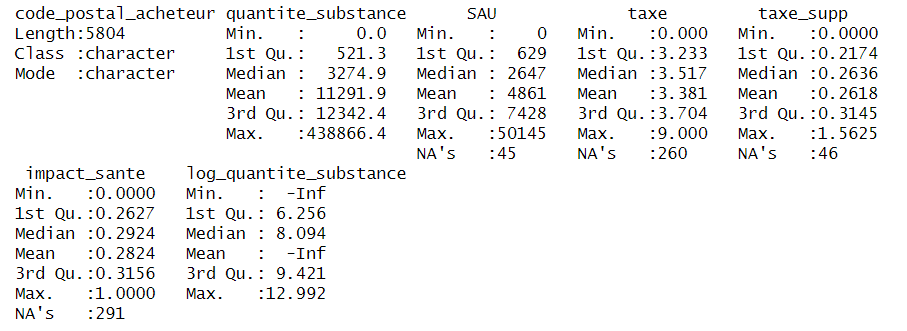 code_postal_acheteur quantite_substance      SAU             taxe         taxe_supp
Length:5804          Min.   :     0.0   Min.   :    0   Min.   :0.000   Min.   :0.0000
Class :character     1st Qu.:   521.3   1st Qu.:  629   1st Qu.:3.233   1st Qu.:0.2174
Mode  :character     Median :  3274.9   Median : 2647   Median :3.517   Median :0.2636
Mean   : 11291.9   Mean   : 4861   Mean   :3.381   Mean   :0.2618
3rd Qu.: 12342.4   3rd Qu.: 7428   3rd Qu.:3.704   3rd Qu.:0.3145
Max.   :438866.4   Max.   :50145   Max.   :9.000   Max.   :1.5625
NA's   :45      NA's   :260     NA's   :46
impact_sante    log_quantite_substance
Min.   :0.0000   Min.   :  -Inf
1st Qu.:0.2627   1st Qu.: 6.256
Median :0.2924   Median : 8.094
Mean   :0.2824   Mean   :  -Inf
3rd Qu.:0.3156   3rd Qu.: 9.421
Max.   :1.0000   Max.   :12.992
NA's   :291